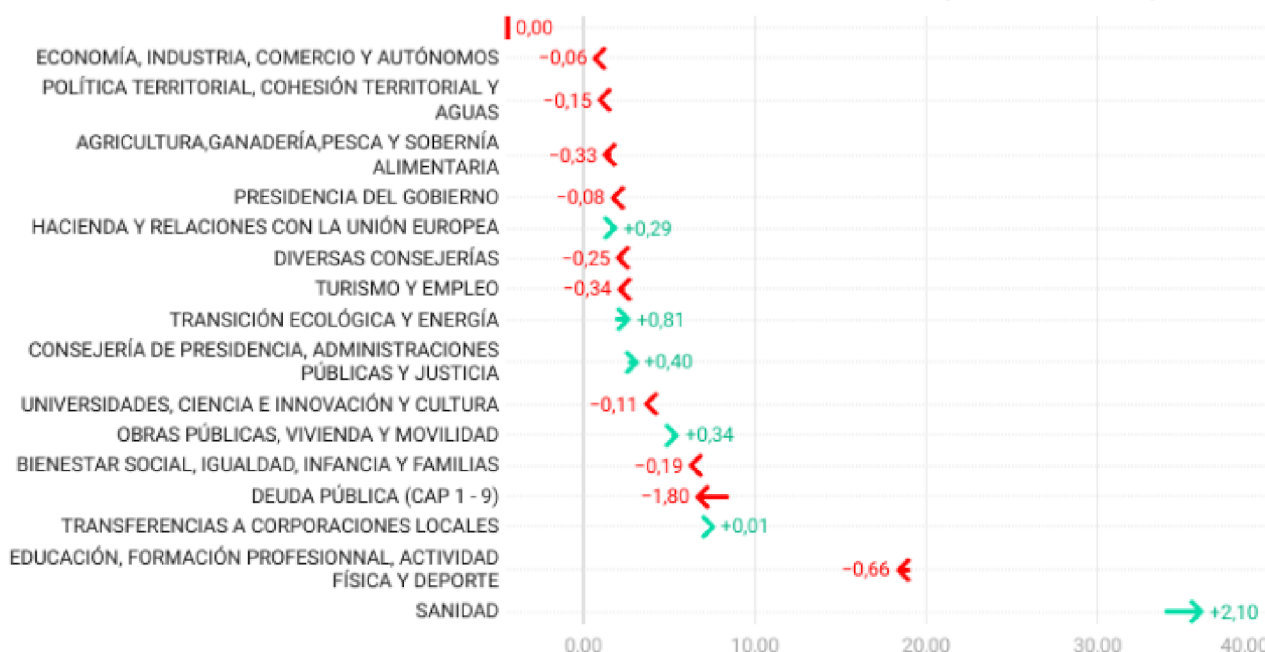 0,00
ECONOMÍA, INDUSTRIA, COMERCIO Y AUTÓNOMOS −0,06
POLÍTICA TERRITORIAL, COHESIÓN TERRITORIAL Y
AGUAS −0,15
AGRICULTURA,GANADERÍA,PESCA Y SOBERNÍA
ALIMENTARIA −0,33
PRESIDENCIA DEL GOBIERNO −0,08
HACIENDA Y RELACIONES CON LA UNIÓN EUROPEA +0,29
DIVERSAS CONSEJERÍAS −0,25
TURISMO Y EMPLEO −0,34
TRANSICIÓN ECOLÓGICA Y ENERGÍA +0,81
CONSEJERÍA DE PRESIDENCIA, ADMINISTRACIONES
PÚBLICAS Y JUSTICIA +0,40
UNIVERSIDADES, CIENCIA E INNOVACIÓN Y CULTURA −0,11
OBRAS PÚBLICAS, VIVIENDA Y MOVILIDAD +0,34
BIENESTAR SOCIAL, IGUALDAD, INFANCIA Y FAMILIAS −0,19
DEUDA PÚBLICA (CAP 1 - 9) −1,80
TRANSFERENCIAS A CORPORACIONES LOCALES +0,01
EDUCACIÓN, FORMACIÓN PROFESIONNAL, ACTIVIDAD
FÍSICA Y DEPORTE −0,66
SANIDAD +2,10
0.00 10.00 20.00 30.00 40.00